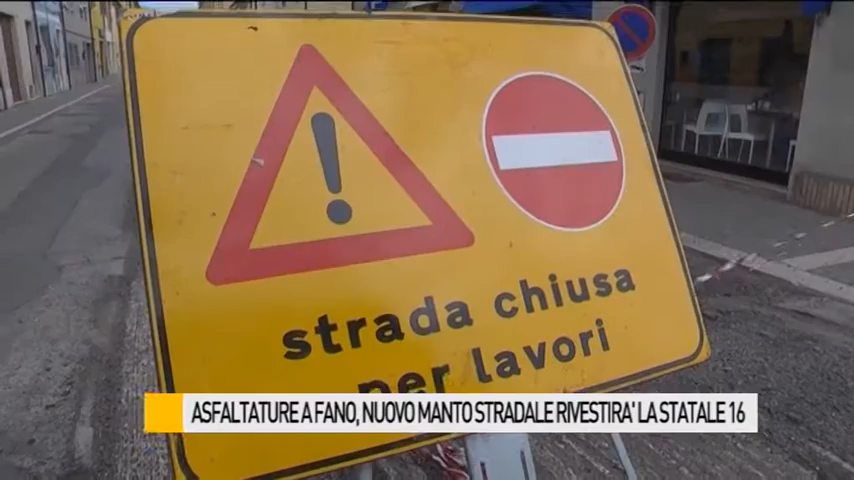 strada chiusa
per lavori
ASFALTATURE A FANO, NUOVO MANTO STRADALE RIVESTIRA' LA STATALE 16